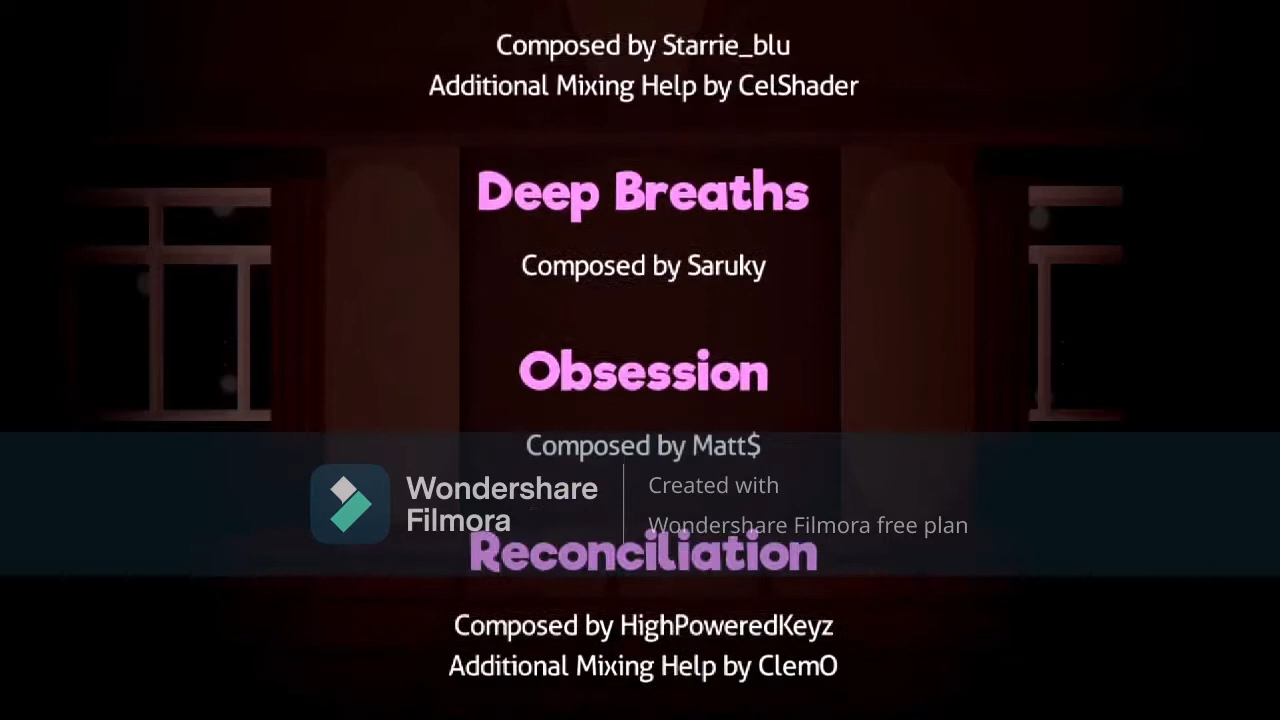 Composed by Starrie_blu
Additional Mixing Help by CelShader
Deep Breaths
Composed by Saruky
Obsession
Composed by Matt$
Wondershare
Filmora
Created with
Wondershare Filmora free plan
Reconciliation
Composed by HighPoweredKeyz
Additional Mixing Help by ClemO